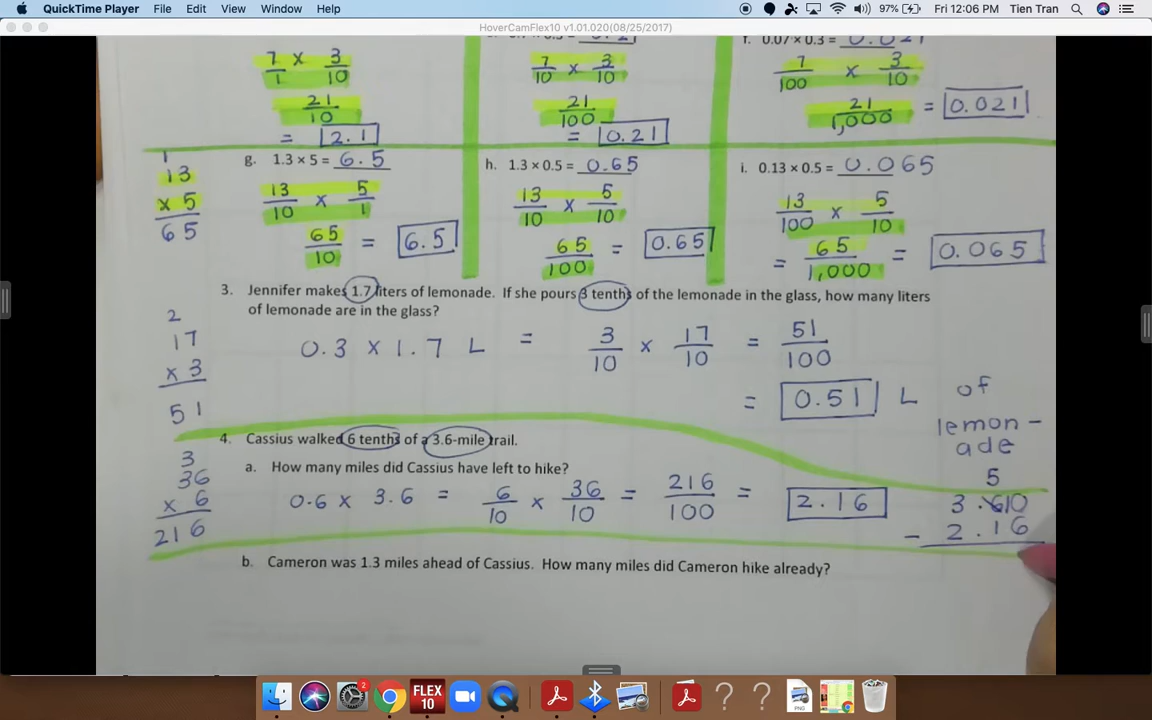 QuickTime Player File Edit View Window Help 97% Fri 12:06 PM Tien Tran
HoverCamFlex10 v1.01.020(08/25/2017)
7/1 × 3/10
21/10
= 2.1
7/10 × 3/10
21/100
= 0.21
f. 0.07 × 0.3 = 0.021
7/100 × 3/10
21/1,000 = 0.021
1
13
× 5
65
g. 1.3 × 5 = 6.5
13/10 × 5/1
65/10 = 6.5
h. 1.3 × 0.5 = 0.65
13/10 × 5/10
65/100 = 0.65
i. 0.13 × 0.5 = 0.065
13/100 × 5/10
= 65/1,000 = 0.065
3. Jennifer makes 1.7 liters of lemonade. If she pours 3 tenths of the lemonade in the glass, how many liters
of lemonade are in the glass?
2
17
× 3
51
0.3 × 1.7 L = 3/10 × 17/10 = 51/100
= 0.51 L of
lemon-
ade
4. Cassius walked 6 tenths of a 3.6-mile trail.
a. How many miles did Cassius have left to hike?
3
36
× 6
216
0.6 × 3.6 = 6/10 × 36/10 = 216/100 = 2.16
5
3.610
- 2.16
b. Cameron was 1.3 miles ahead of Cassius. How many miles did Cameron hike already?
2
FLEX
10
? ?
PNG